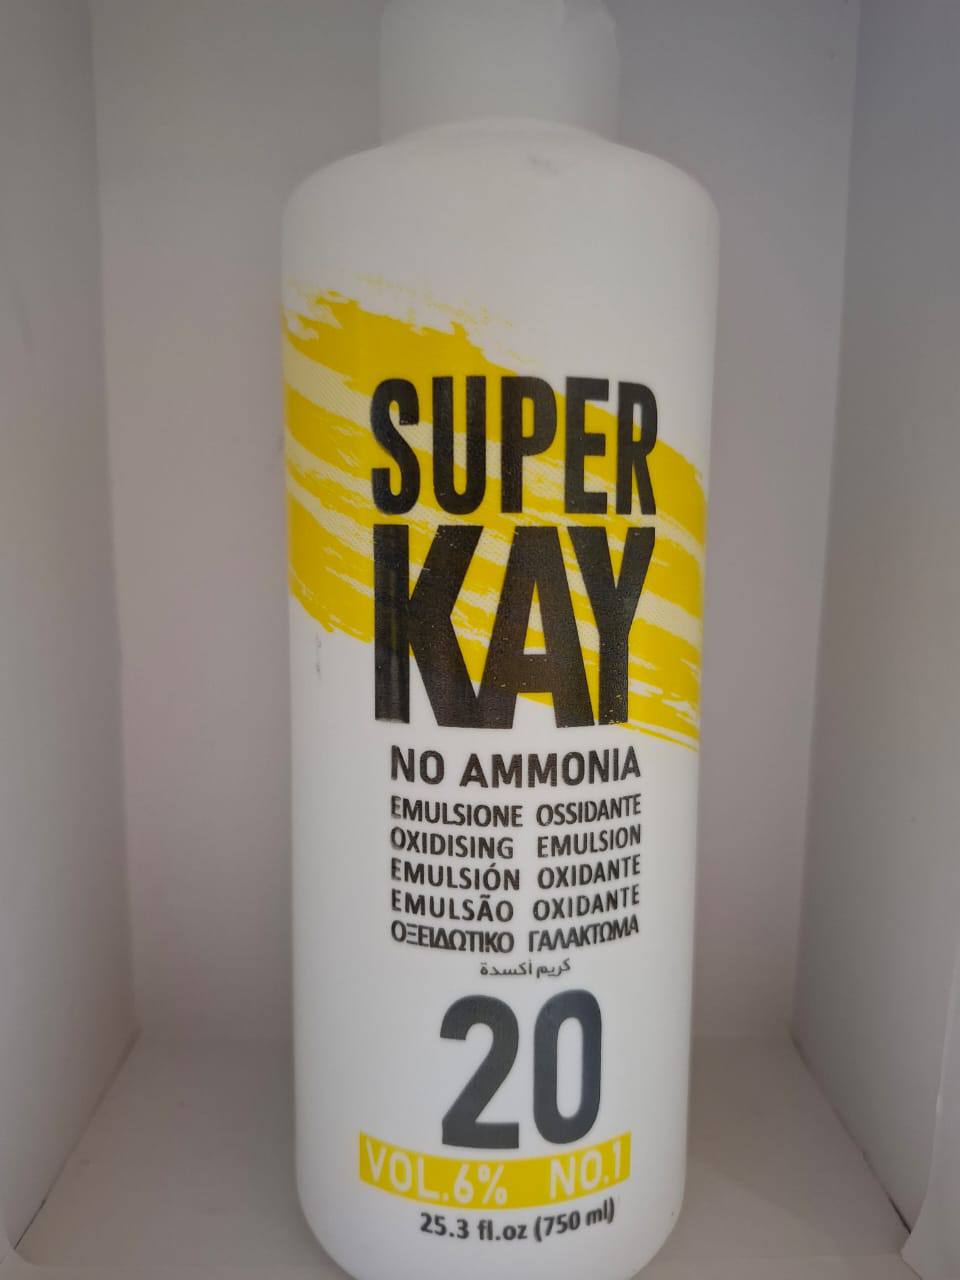 SUPER
KAY
NO AMMONIA
EMULSIONE OSSIDANTE
OXIDISING EMULSION
EMULSIÓN OXIDANTE
EMULSÃO OXIDANTE
ΟΞΕΙΔΩΤΙΚΟ ΓΑΛΑΚΤΩΜΑ
كريم أكسدة
20
VOL.6% NO.1
25.3 fl.oz (750 ml)